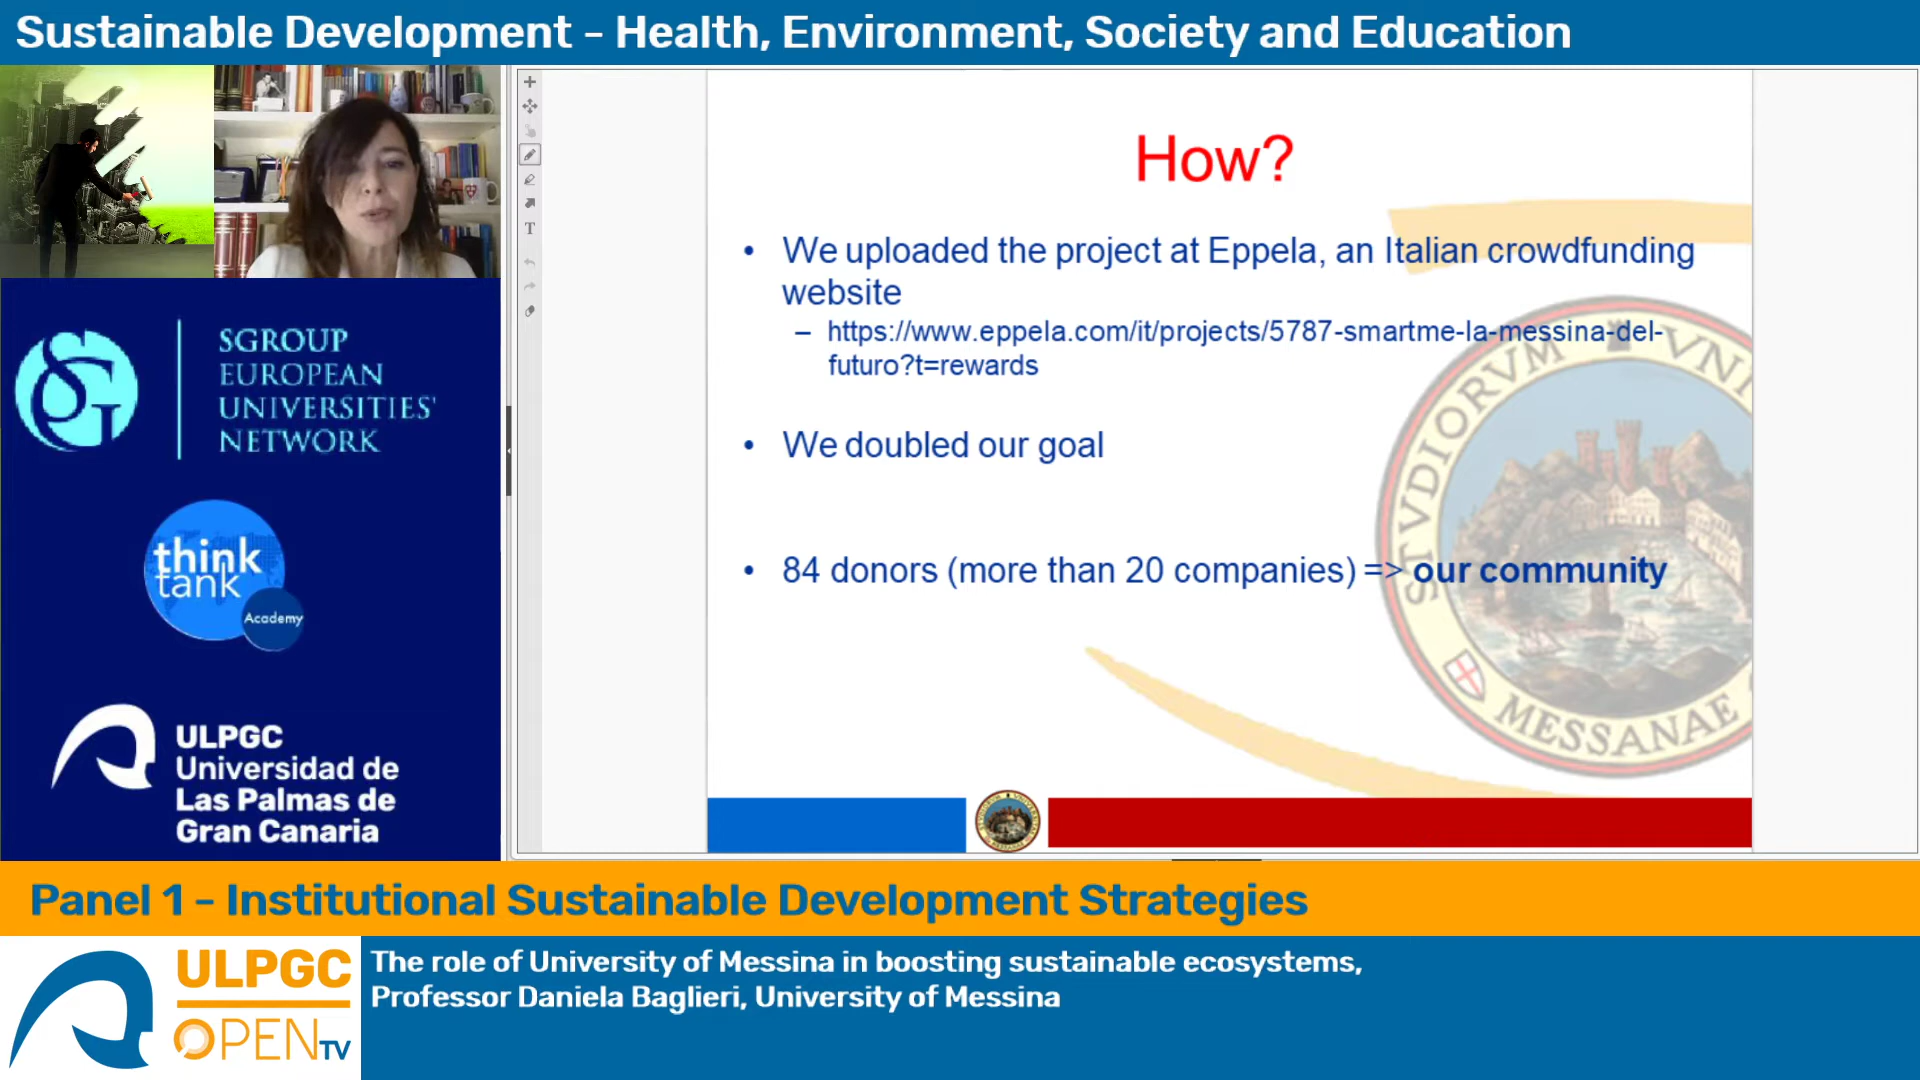 Sustainable Development - Health, Environment, Society and Education
SGROUP
EUROPEAN
UNIVERSITIES'
NETWORK
think
tank
Academy
ULPGC
Universidad de
Las Palmas de
Gran Canaria
How?
• We uploaded the project at Eppela, an Italian crowdfunding
website
– https://www.eppela.com/it/projects/5787-smartme-la-messina-del-
futuro?t=rewards
• We doubled our goal
• 84 donors (more than 20 companies) => our community
STVDIORVM VNI
MESSANAE
Panel 1 - Institutional Sustainable Development Strategies
ULPGC
OPEN TV
The role of University of Messina in boosting sustainable ecosystems,
Professor Daniela Baglieri, University of Messina